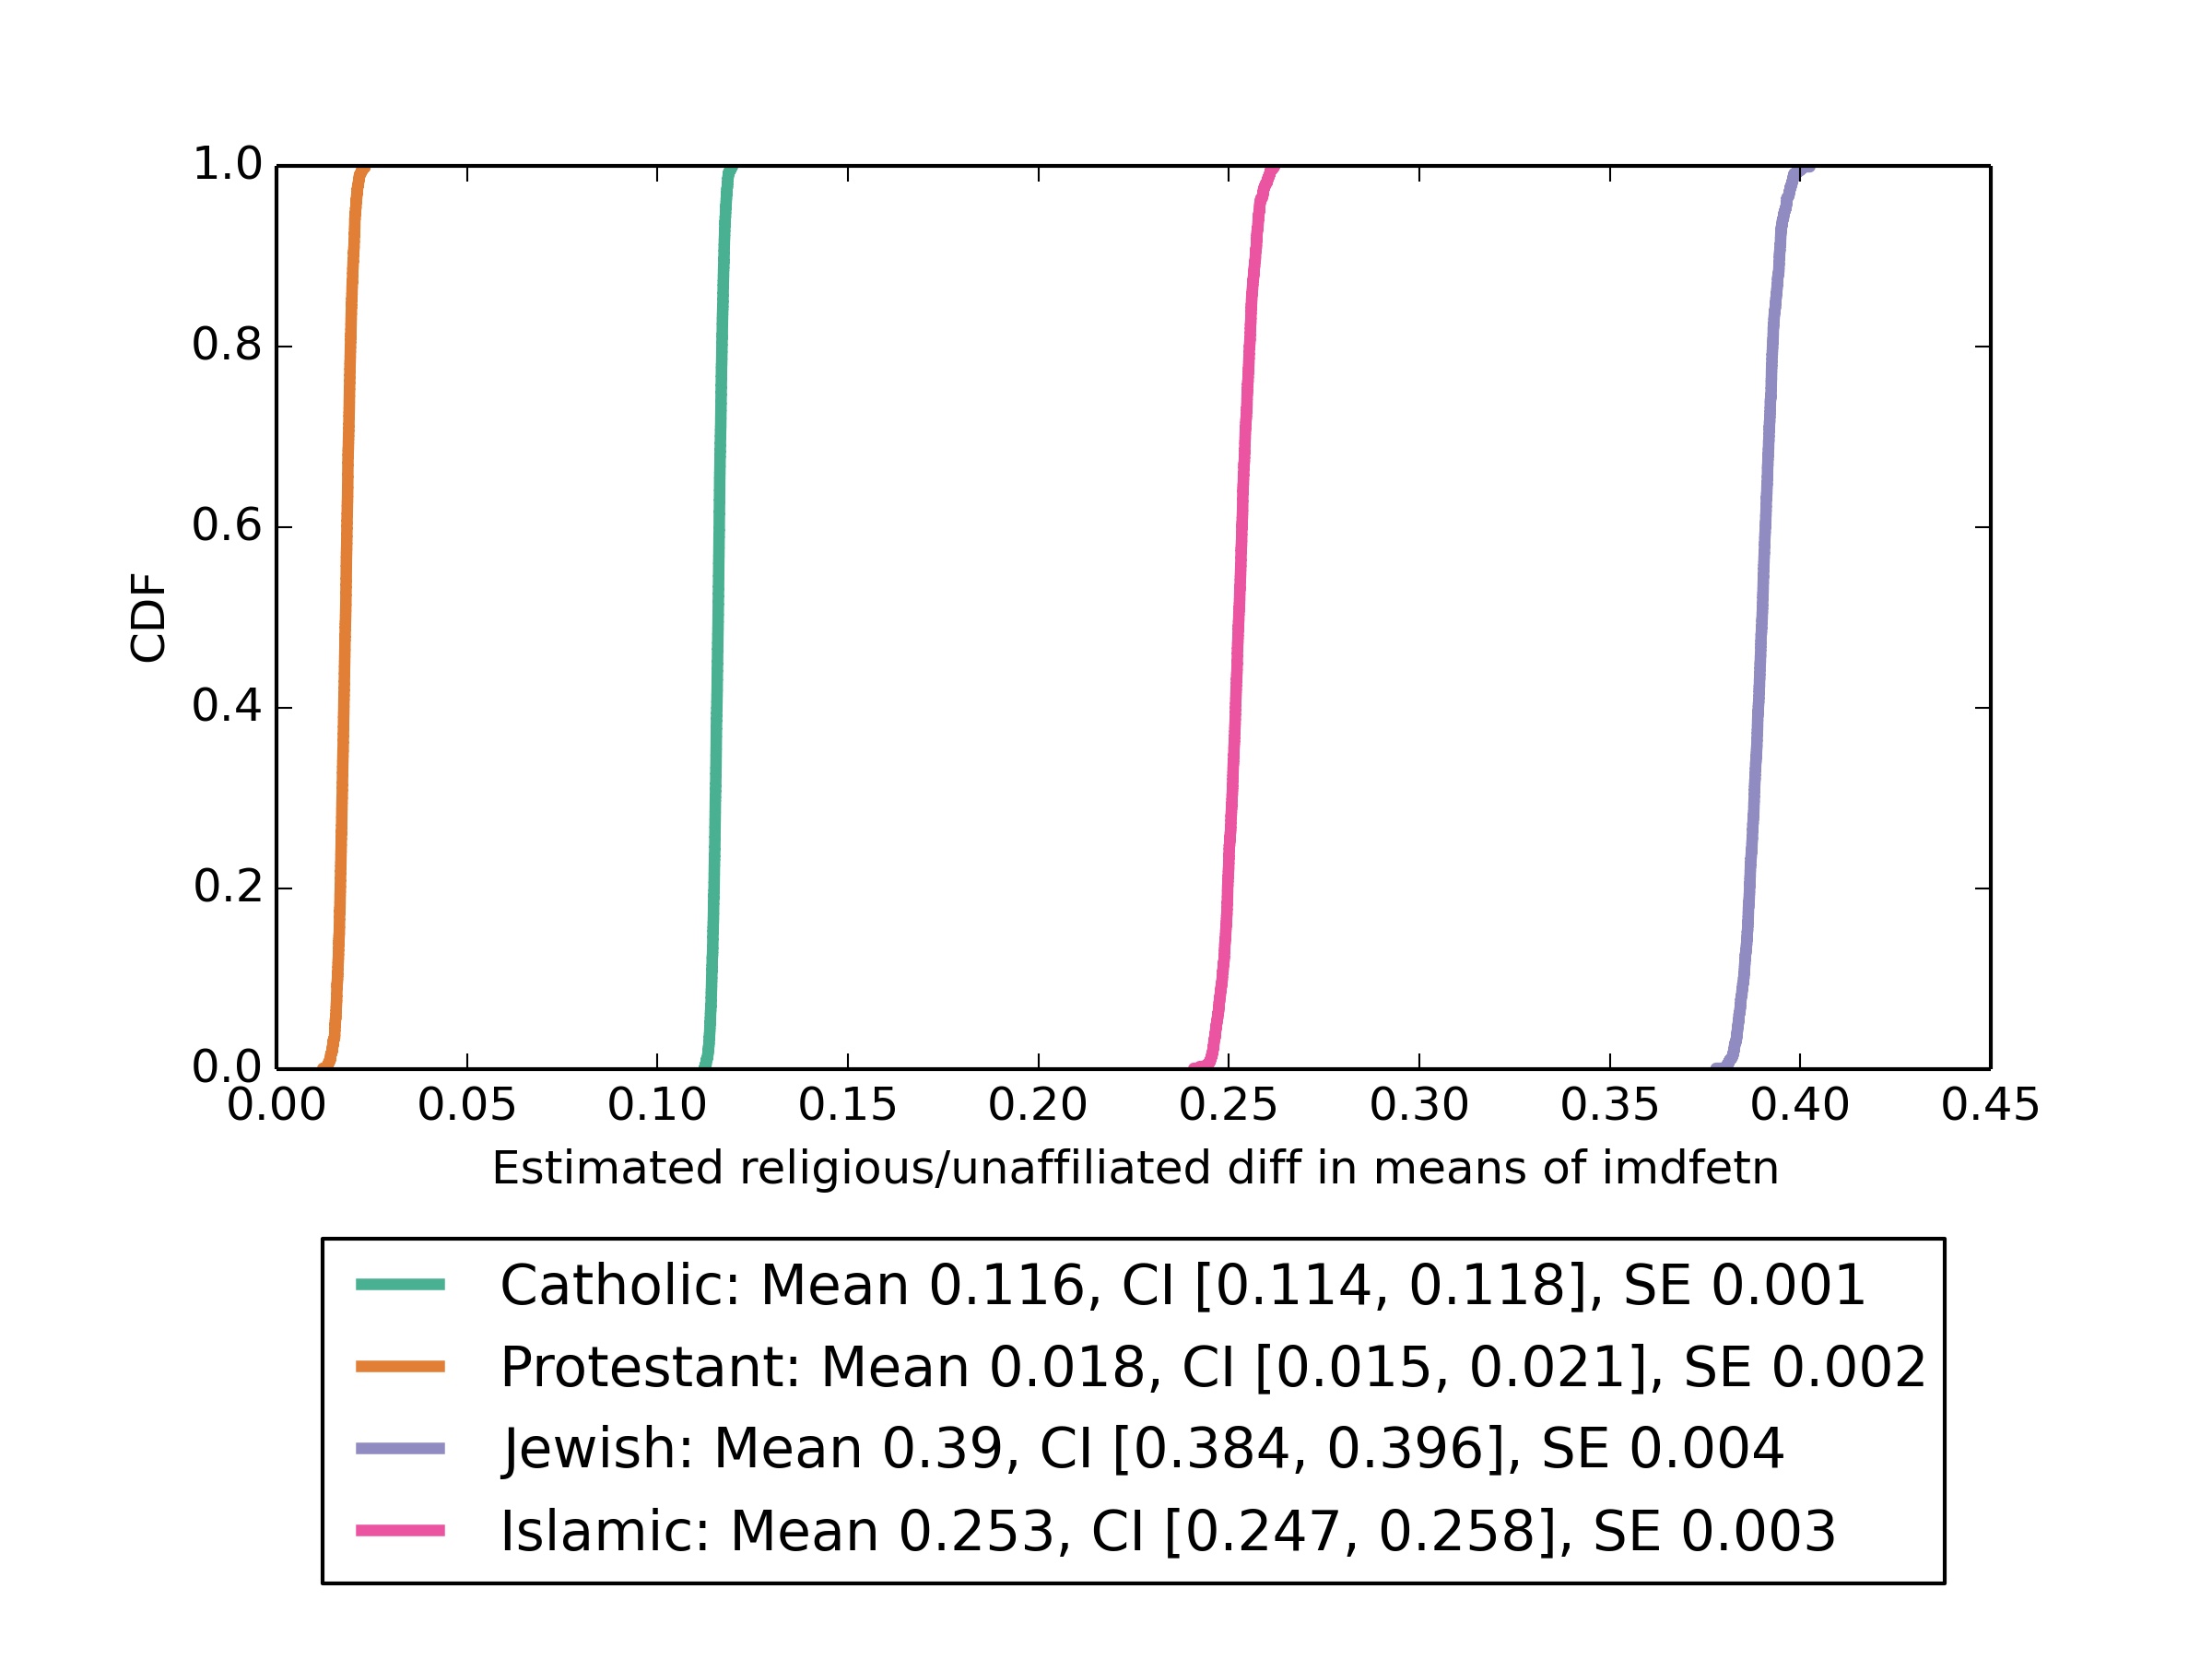 1.0
0.8
0.6
0.4
0.2
0.0
CDF
0.00 0.05 0.10 0.15 0.20 0.25 0.30 0.35 0.40 0.45
Estimated religious/unaffiliated diff in means of imdfetn
Catholic: Mean 0.116, CI [0.114, 0.118], SE 0.001
Protestant: Mean 0.018, CI [0.015, 0.021], SE 0.002
Jewish: Mean 0.39, CI [0.384, 0.396], SE 0.004
Islamic: Mean 0.253, CI [0.247, 0.258], SE 0.003